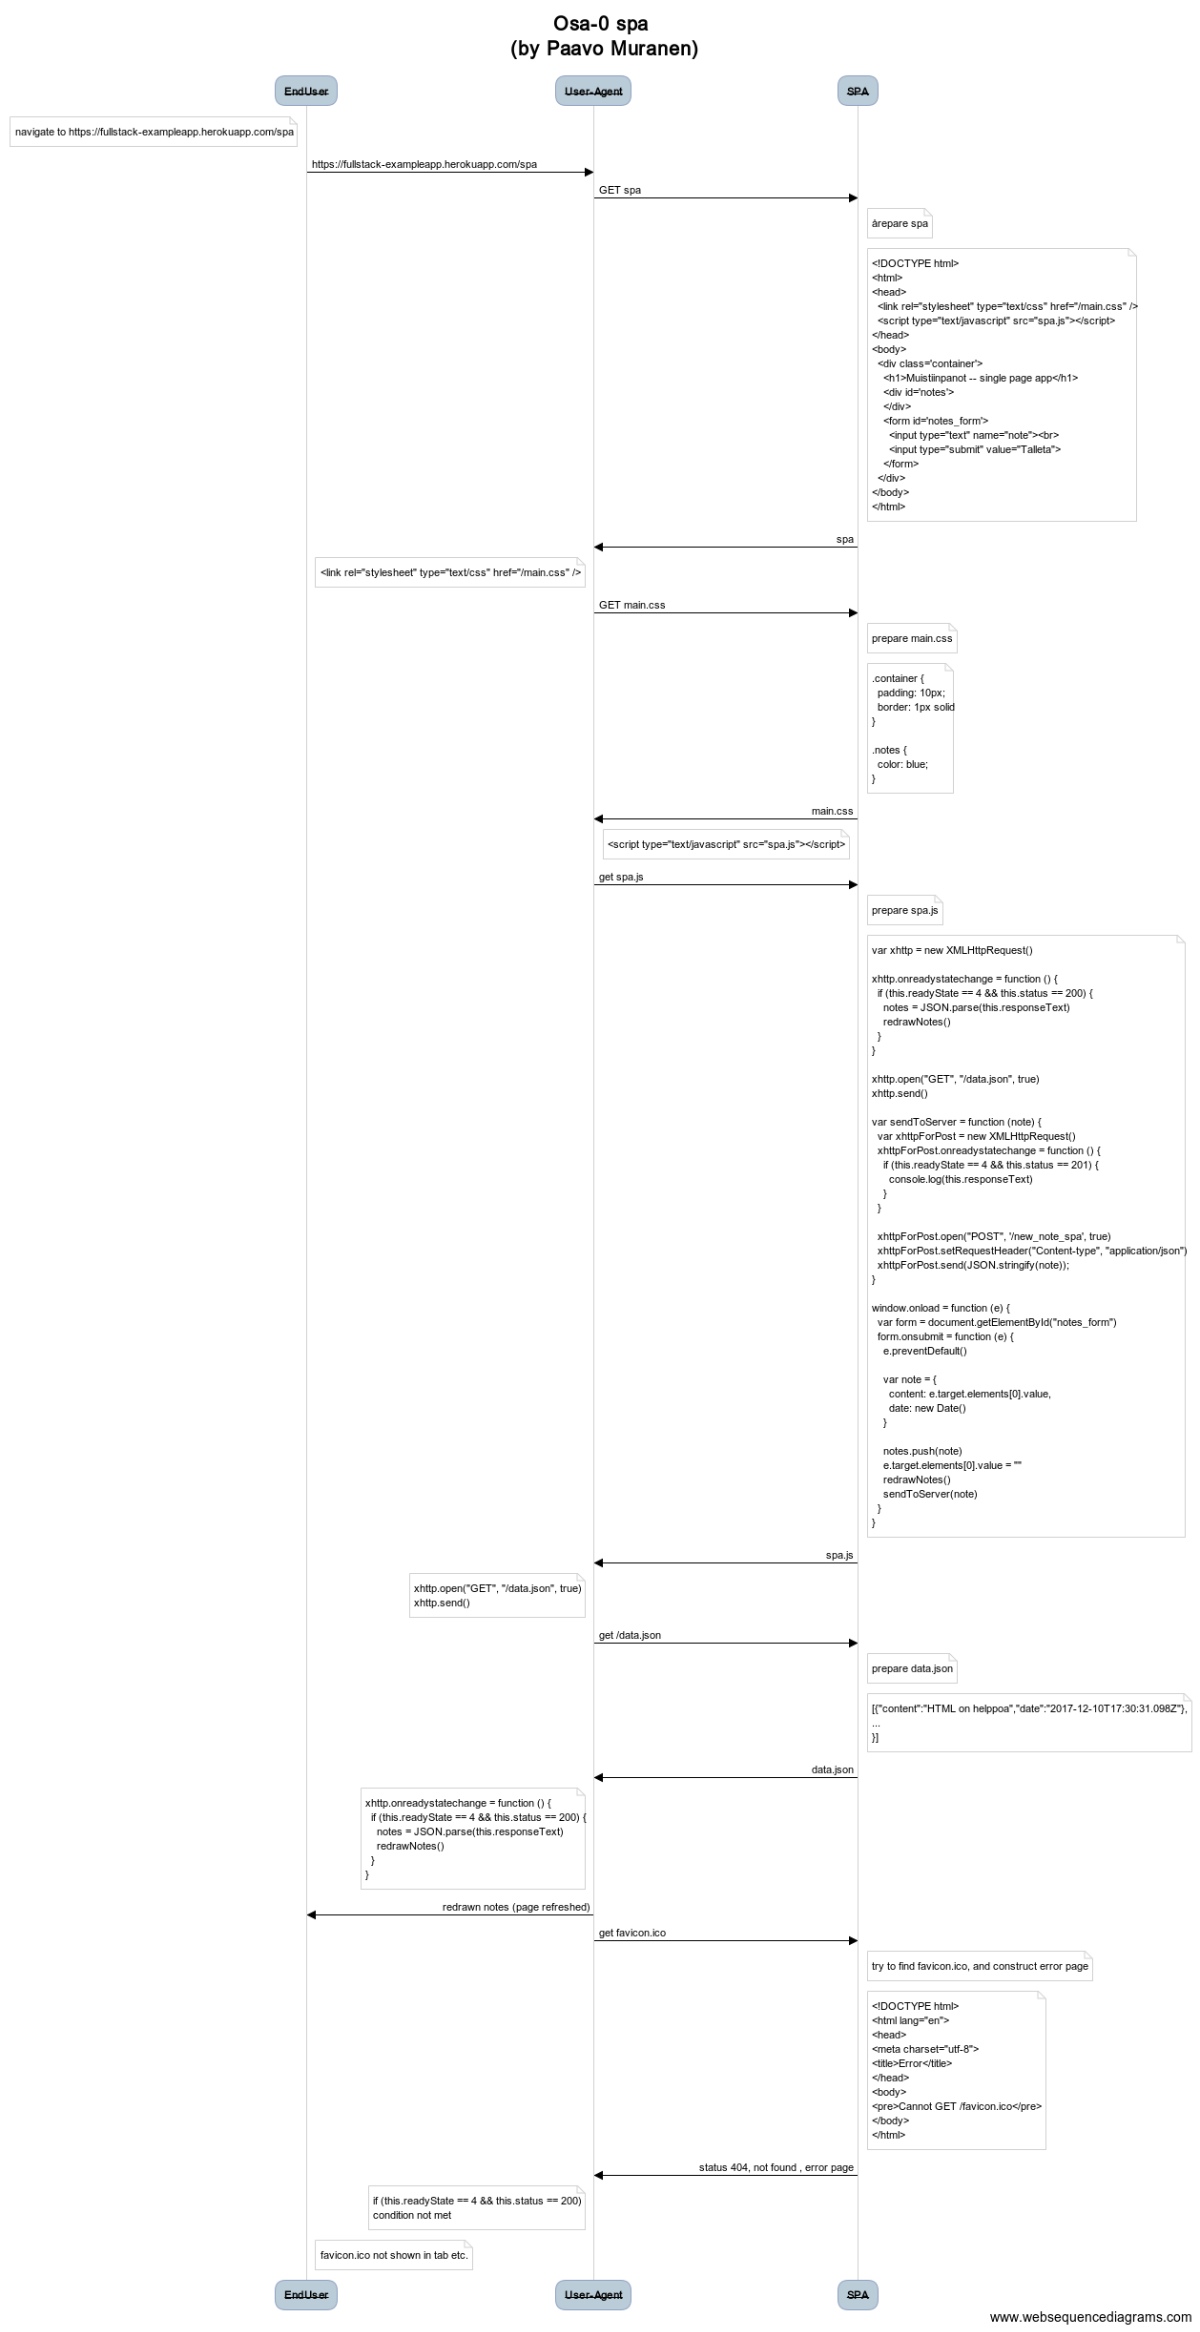 Osa-0 spa
(by Paavo Muranen)
EndUser
User-Agent
SPA
navigate to https://fullstack-exampleapp.herokuapp.com/spa
https://fullstack-exampleapp.herokuapp.com/spa
GET spa
árepare spa
<!DOCTYPE html>
<html>
<head>
<link rel="stylesheet" type="text/css" href="/main.css" />
<script type="text/javascript" src="spa.js"></script>
</head>
<body>
<div class='container'>
<h1>Muistiinpanot -- single page app</h1>
<div id='notes'>
</div>
<form id='notes_form'>
<input type="text" name="note"><br>
<input type="submit" value="Talleta">
</form>
</div>
</body>
</html>
spa
<link rel="stylesheet" type="text/css" href="/main.css" />
GET main.css
prepare main.css
.container {
padding: 10px;
border: 1px solid
}
.notes {
color: blue;
}
main.css
<script type="text/javascript" src="spa.js"></script>
get spa.js
prepare spa.js
var xhttp = new XMLHttpRequest()
xhttp.onreadystatechange = function () {
if (this.readyState == 4 && this.status == 200) {
notes = JSON.parse(this.responseText)
redrawNotes()
}
}
xhttp.open("GET", "/data.json", true)
xhttp.send()
var sendToServer = function (note) {
var xhttpForPost = new XMLHttpRequest()
xhttpForPost.onreadystatechange = function () {
if (this.readyState == 4 && this.status == 201) {
console.log(this.responseText)
}
}
xhttpForPost.open("POST", '/new_note_spa', true)
xhttpForPost.setRequestHeader("Content-type", "application/json")
xhttpForPost.send(JSON.stringify(note));
}
window.onload = function (e) {
var form = document.getElementById("notes_form")
form.onsubmit = function (e) {
e.preventDefault()
var note = {
content: e.target.elements[0].value,
date: new Date()
}
notes.push(note)
e.target.elements[0].value = ""
redrawNotes()
sendToServer(note)
}
}
spa.js
xhttp.open("GET", "/data.json", true)
xhttp.send()
get /data.json
prepare data.json
[{"content":"HTML on helppoa","date":"2017-12-10T17:30:31.098Z"},
...
}]
data.json
xhttp.onreadystatechange = function () {
if (this.readyState == 4 && this.status == 200) {
notes = JSON.parse(this.responseText)
redrawNotes()
}
}
redrawn notes (page refreshed)
get favicon.ico
try to find favicon.ico, and construct error page
<!DOCTYPE html>
<html lang="en">
<head>
<meta charset="utf-8">
<title>Error</title>
</head>
<body>
<pre>Cannot GET /favicon.ico</pre>
</body>
</html>
status 404, not found , error page
if (this.readyState == 4 && this.status == 200)
condition not met
favicon.ico not shown in tab etc.
EndUser
User-Agent
SPA
www.websequencediagrams.com